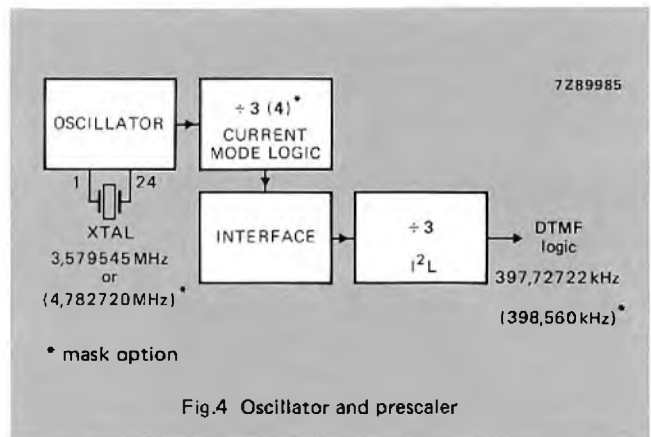 7Z89985
OSCILLATOR
÷ 3 (4)*
CURRENT
MODE LOGIC
1 24
XTAL
3,579545 MHz
or
(4,782720MHz)*
INTERFACE
÷ 3
I²L
DTMF
logic
397,72722 kHz
(398,560 kHz)*
* mask option
Fig.4 Oscillator and prescaler